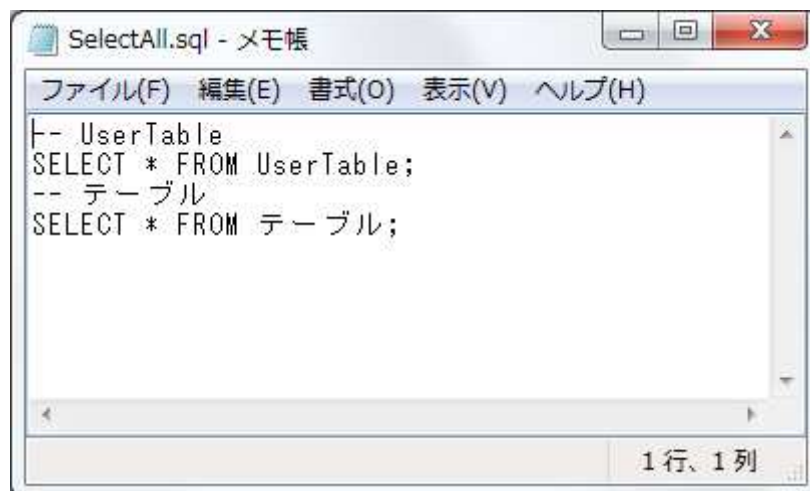 SelectAll.sql - メモ帳
ファイル(F) 編集(E) 書式(O) 表示(V) ヘルプ(H)
-- UserTable
SELECT * FROM UserTable;
-- テーブル
SELECT * FROM テーブル;
1行、1列